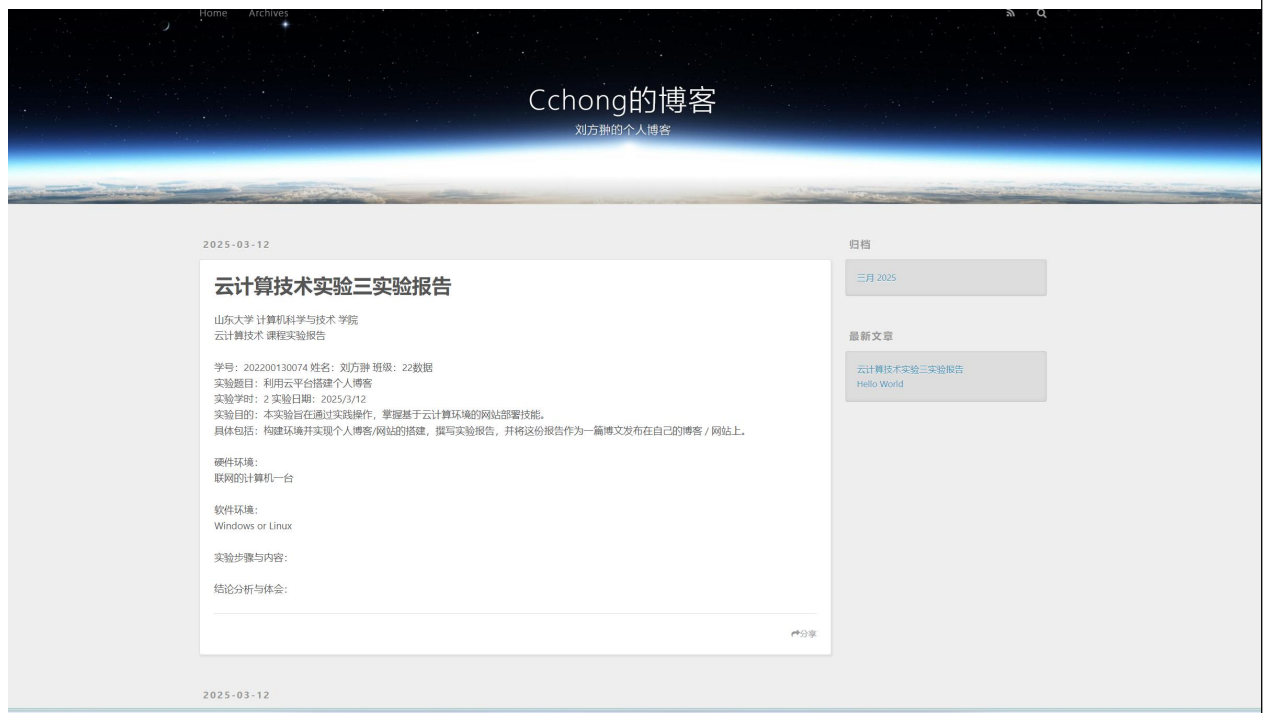 Home Archives
Cchong的博客
刘方翀的个人博客
2025-03-12
云计算技术实验三实验报告
山东大学 计算机科学与技术 学院
云计算技术 课程实验报告
学号：202200130074 姓名：刘方翀 班级：22数据
实验题目：利用云平台搭建个人博客
实验学时：2 实验日期：2025/3/12
实验目的：本实验旨在通过实践操作，掌握基于云计算环境的网站部署技能。
具体包括：构建环境并实现个人博客/网站的搭建，撰写实验报告，并将这份报告作为一篇博文发布在自己的博客 / 网站上。
硬件环境：
联网的计算机一台
软件环境：
Windows or Linux
实验步骤与内容：
结论分析与体会：
分享
2025-03-12
归档
三月 2025
最新文章
云计算技术实验三实验报告
Hello World